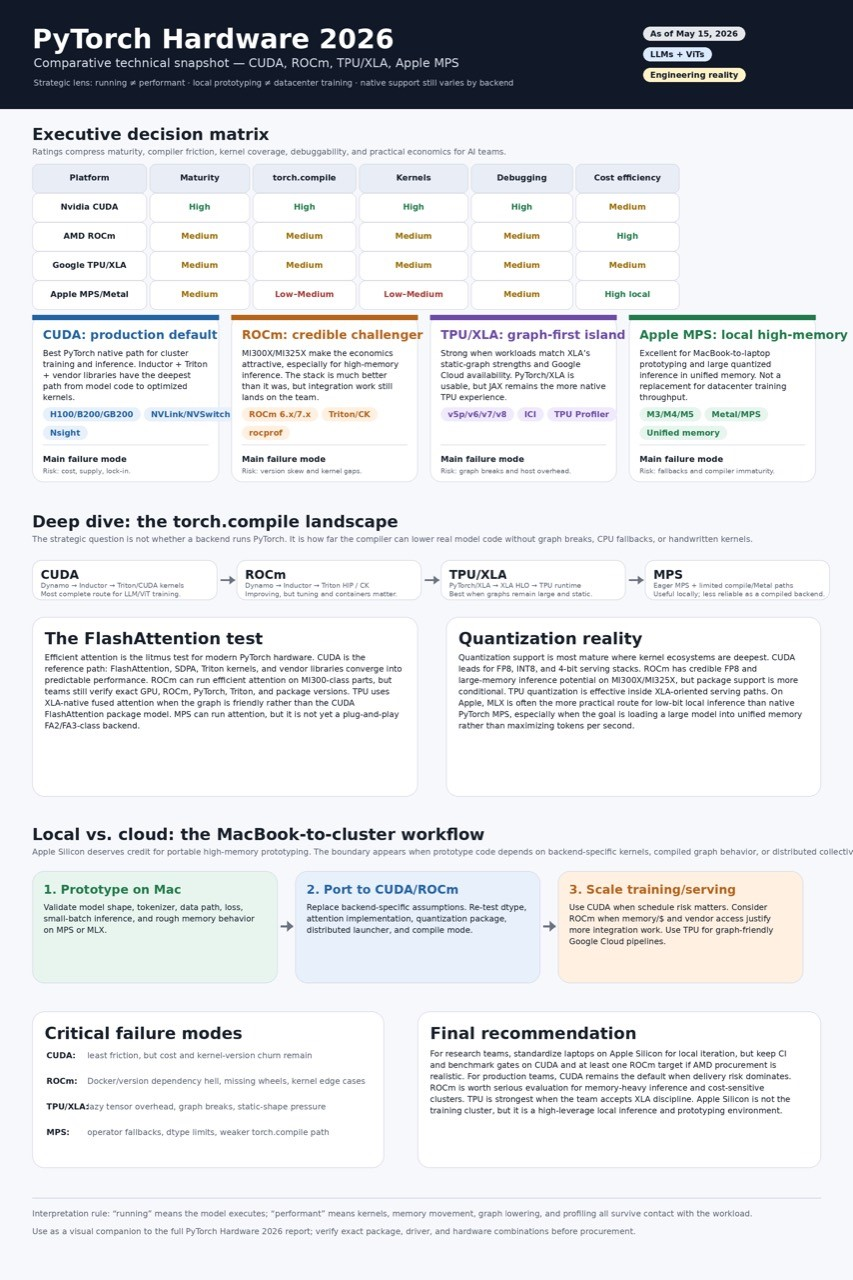 PyTorch Hardware 2026
Comparative technical snapshot — CUDA, ROCm, TPU/XLA, Apple MPS
Strategic lens: running ≠ performant · local prototyping ≠ datacenter training · native support still varies by backend
As of May 15, 2026
LLMs + ViTs
Engineering reality
Executive decision matrix
Ratings compress maturity, compiler friction, kernel coverage, debuggability, and practical economics for AI teams.
Platform Maturity torch.compile Kernels Debugging Cost efficiency
Nvidia CUDA High High High High Medium
AMD ROCm Medium Medium Medium Medium High
Google TPU/XLA Medium Medium Medium Medium Medium
Apple MPS/Metal Medium Low–Medium Low–Medium Medium High local
CUDA: production default
Best PyTorch native path for cluster
training and inference. Inductor + Triton
+ vendor libraries have the deepest
path from model code to optimized
kernels.
H100/B200/GB200 NVLink/NVSwitch
Nsight
Main failure mode
Risk: cost, supply, lock-in.
ROCm: credible challenger
MI300X/MI325X make the economics
attractive, especially for high-memory
inference. The stack is much better
than it was, but integration work still
lands on the team.
ROCm 6.x/7.x Triton/CK
rocprof
Main failure mode
Risk: version skew and kernel gaps.
TPU/XLA: graph-first island
Strong when workloads match XLA's
static-graph strengths and Google
Cloud availability. PyTorch/XLA is
usable, but JAX remains the more native
TPU experience.
v5p/v6/v7/v8 ICI TPU Profiler
Main failure mode
Risk: graph breaks and host overhead.
Apple MPS: local high-memory
Excellent for MacBook-to-laptop
prototyping and large quantized
inference in unified memory. Not a
replacement for datacenter training
throughput.
M3/M4/M5 Metal/MPS
Unified memory
Main failure mode
Risk: fallbacks and compiler immaturity.
Deep dive: the torch.compile landscape
The strategic question is not whether a backend runs PyTorch. It is how far the compiler can lower real model code without graph breaks, CPU fallbacks, or handwritten kernels.
CUDA
Dynamo → Inductor → Triton/CUDA kernels
Most complete route for LLM/ViT training.
ROCm
Dynamo → Inductor → Triton HIP / CK
Improving, but tuning and containers matter.
TPU/XLA
PyTorch/XLA → XLA HLO → TPU runtime
Best when graphs remain large and static.
MPS
Eager MPS + limited compile/Metal paths
Useful locally; less reliable as a compiled backend.
The FlashAttention test
Efficient attention is the litmus test for modern PyTorch hardware. CUDA is the
reference path: FlashAttention, SDPA, Triton kernels, and vendor libraries converge into
predictable performance. ROCm can run efficient attention on MI300-class parts, but
teams still verify exact GPU, ROCm, PyTorch, Triton, and package versions. TPU uses
XLA-native fused attention when the graph is friendly rather than the CUDA
FlashAttention package model. MPS can run attention, but it is not yet a plug-and-play
FA2/FA3-class backend.
Quantization reality
Quantization support is most mature where kernel ecosystems are deepest. CUDA
leads for FP8, INT8, and 4-bit serving stacks. ROCm has credible FP8 and
large-memory inference potential on MI300X/MI325X, but package support is more
conditional. TPU quantization is effective inside XLA-oriented serving paths. On
Apple, MLX is often the more practical route for low-bit local inference than native
PyTorch MPS, especially when the goal is loading a large model into unified memory
rather than maximizing tokens per second.
Local vs. cloud: the MacBook-to-cluster workflow
Apple Silicon deserves credit for portable high-memory prototyping. The boundary appears when prototype code depends on backend-specific kernels, compiled graph behavior, or distributed collectiv
1. Prototype on Mac
Validate model shape, tokenizer, data path, loss,
small-batch inference, and rough memory behavior
on MPS or MLX.
2. Port to CUDA/ROCm
Replace backend-specific assumptions. Re-test dtype,
attention implementation, quantization package,
distributed launcher, and compile mode.
3. Scale training/serving
Use CUDA when schedule risk matters. Consider
ROCm when memory/$ and vendor access justify
more integration work. Use TPU for graph-friendly
Google Cloud pipelines.
Critical failure modes
CUDA: least friction, but cost and kernel-version churn remain
ROCm: Docker/version dependency hell, missing wheels, kernel edge cases
TPU/XLA: lazy tensor overhead, graph breaks, static-shape pressure
MPS: operator fallbacks, dtype limits, weaker torch.compile path
Final recommendation
For research teams, standardize laptops on Apple Silicon for local iteration, but keep CI
and benchmark gates on CUDA and at least one ROCm target if AMD procurement is
realistic. For production teams, CUDA remains the default when delivery risk dominates.
ROCm is worth serious evaluation for memory-heavy inference and cost-sensitive
clusters. TPU is strongest when the team accepts XLA discipline. Apple Silicon is not the
training cluster, but it is a high-leverage local inference and prototyping environment.
Interpretation rule: “running” means the model executes; “performant” means kernels, memory movement, graph lowering, and profiling all survive contact with the workload.
Use as a visual companion to the full PyTorch Hardware 2026 report; verify exact package, driver, and hardware combinations before procurement.